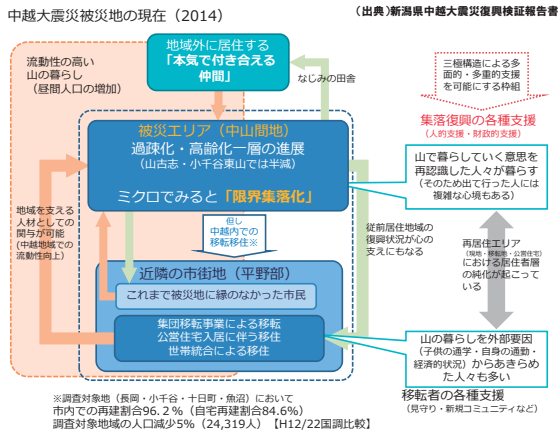 中越大震災被災地の現在（2014）
（出典）新潟県中越大震災復興検証報告書
流動性の高い
山の暮らし
（昼間人口の増加）
地域外に居住する
「本気で付き合える
仲間」
なじみの田舎
三極構造による多
面的・多重的支援
を可能にする枠組
集落復興の各種支援
（人的支援・財政的支援）
被災エリア（中山間地）
過疎化・高齢化一層の進展
（山古志・小千谷東山では半減）
ミクロでみると「限界集落化」
山で暮らしていく意思を
再認識した人々が暮らす
（そのため出て行った人には
複雑な心境もある）
地域を支える
人材としての
関与が可能
（中越地域での
流動性向上）
但し
中越内での
移転移住※
従前居住地域の
復興状況が心の
支えにもなる
再居住エリア
（現地・移転地・公営住宅）
における居住者層
の純化が起こって
いる
近隣の市街地（平野部）
これまで被災地に縁のなかった市民
集団移転事業による移転
公営住宅入居に伴う移住
世帯統合による移住
山の暮らしを外部要因
（子供の通学・自身の通勤・
経済的状況）からあきらめ
た人々も多い
移転者の各種支援
（見守り・新規コミュニティなど）
※調査対象地（長岡・小千谷・十日町・魚沼）において
市内での再建割合96.２％（自宅再建割合84.6%）
調査対象地域の人口減少5%（24,319人）【H12/22国調比較】